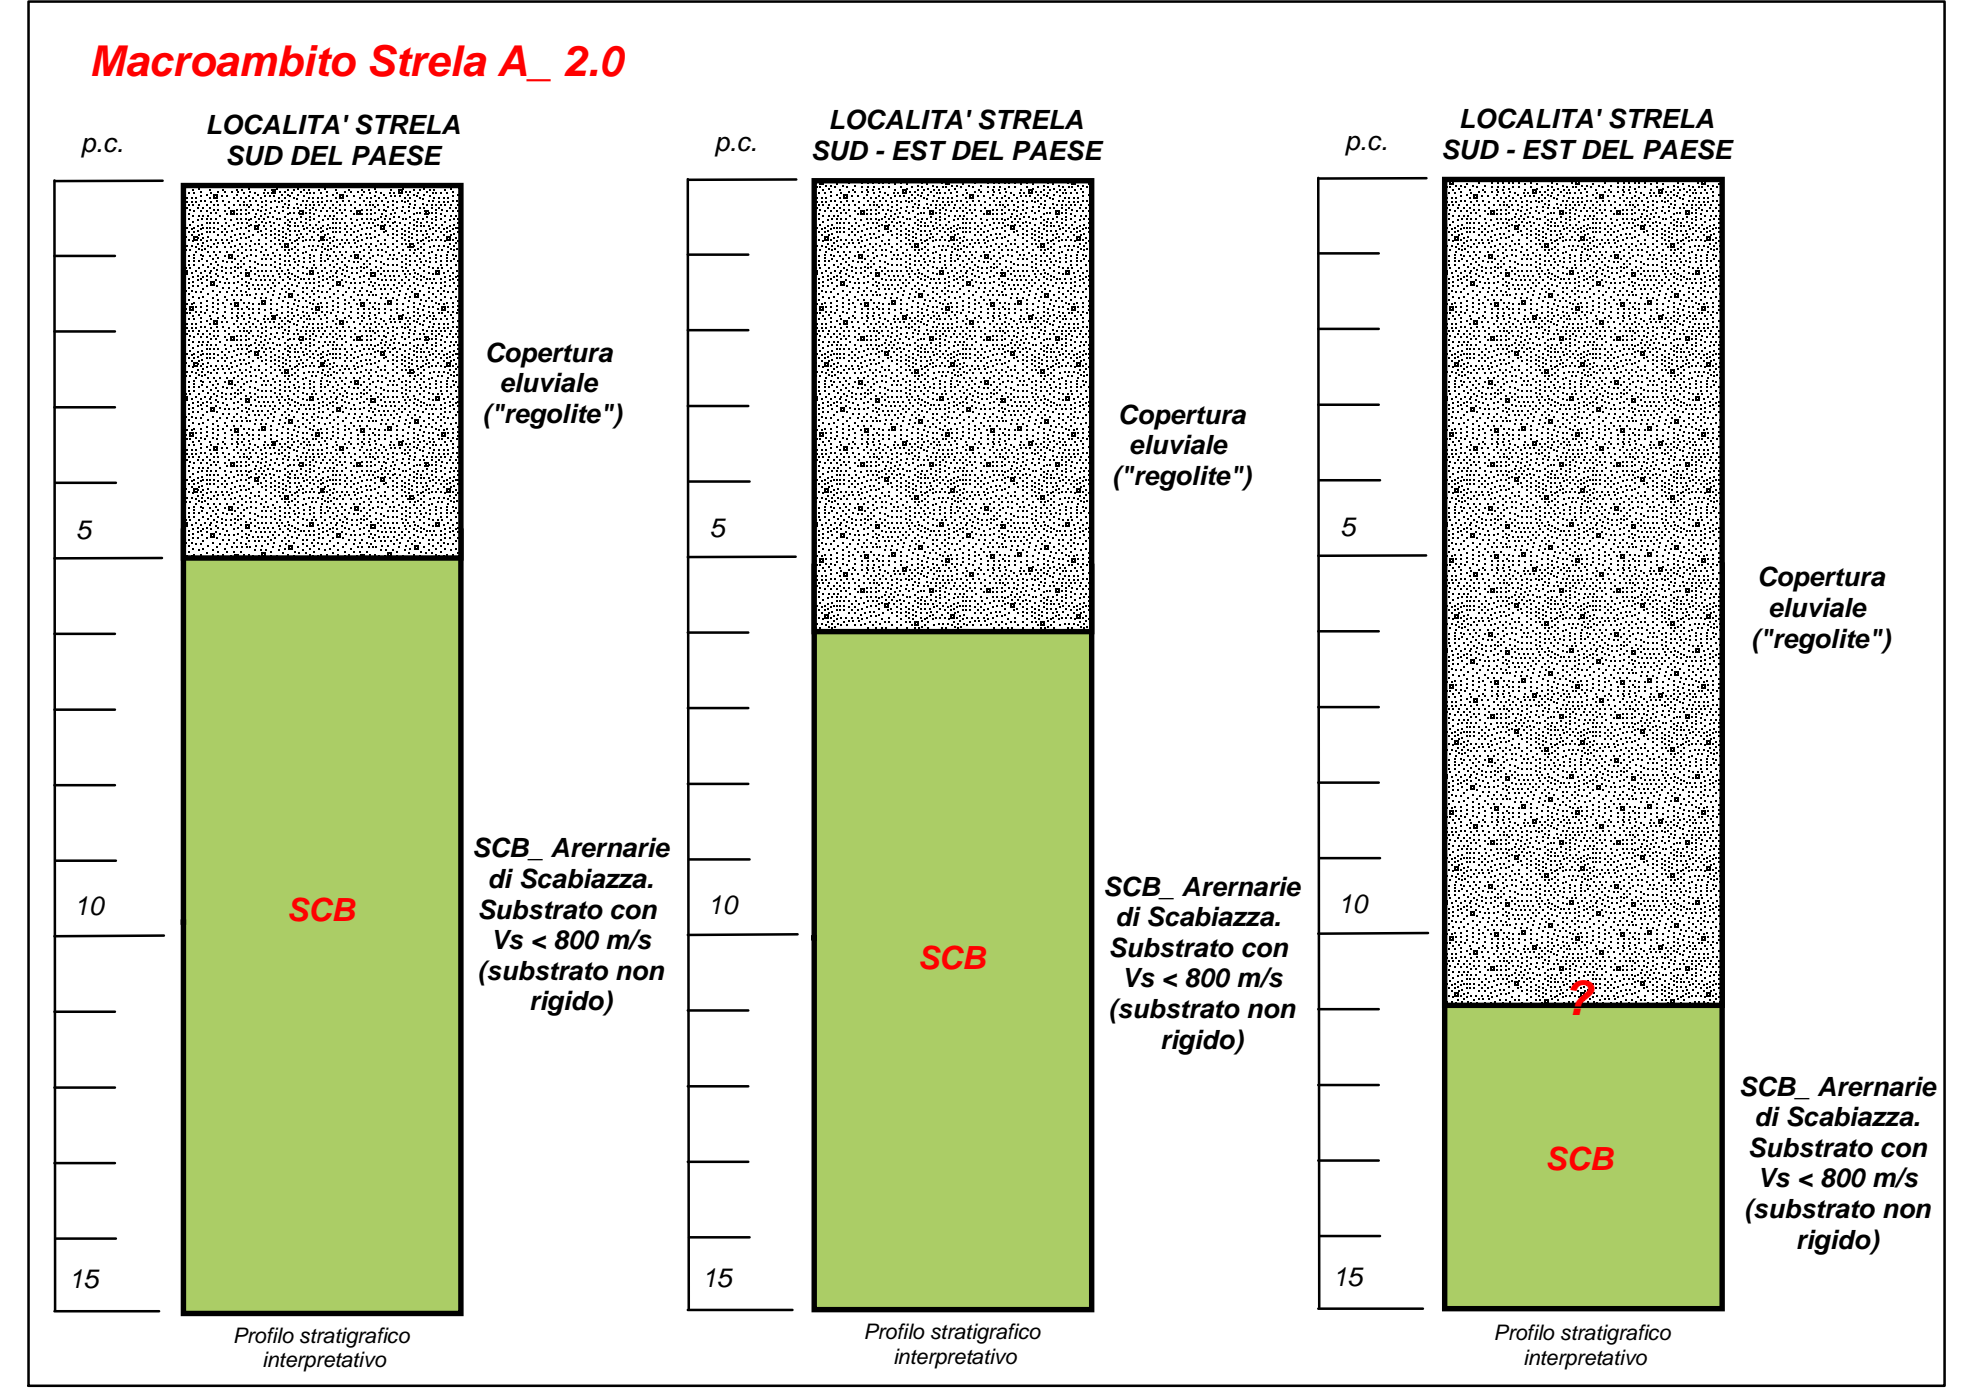 Macroambito Strela A_ 2.0
p.c.
LOCALITA' STRELA
SUD DEL PAESE
5
10
15
Copertura
eluviale
("regolite")
SCB
SCB_ Arernarie
di Scabiazza.
Substrato con
Vs < 800 m/s
(substrato non
rigido)
Profilo stratigrafico
interpretativo
p.c.
LOCALITA' STRELA
SUD - EST DEL PAESE
5
10
15
Copertura
eluviale
("regolite")
SCB
SCB_ Arernarie
di Scabiazza.
Substrato con
Vs < 800 m/s
(substrato non
rigido)
Profilo stratigrafico
interpretativo
p.c.
LOCALITA' STRELA
SUD - EST DEL PAESE
5
10
15
Copertura
eluviale
("regolite")
?
SCB
SCB_ Arernarie
di Scabiazza.
Substrato con
Vs < 800 m/s
(substrato non
rigido)
Profilo stratigrafico
interpretativo